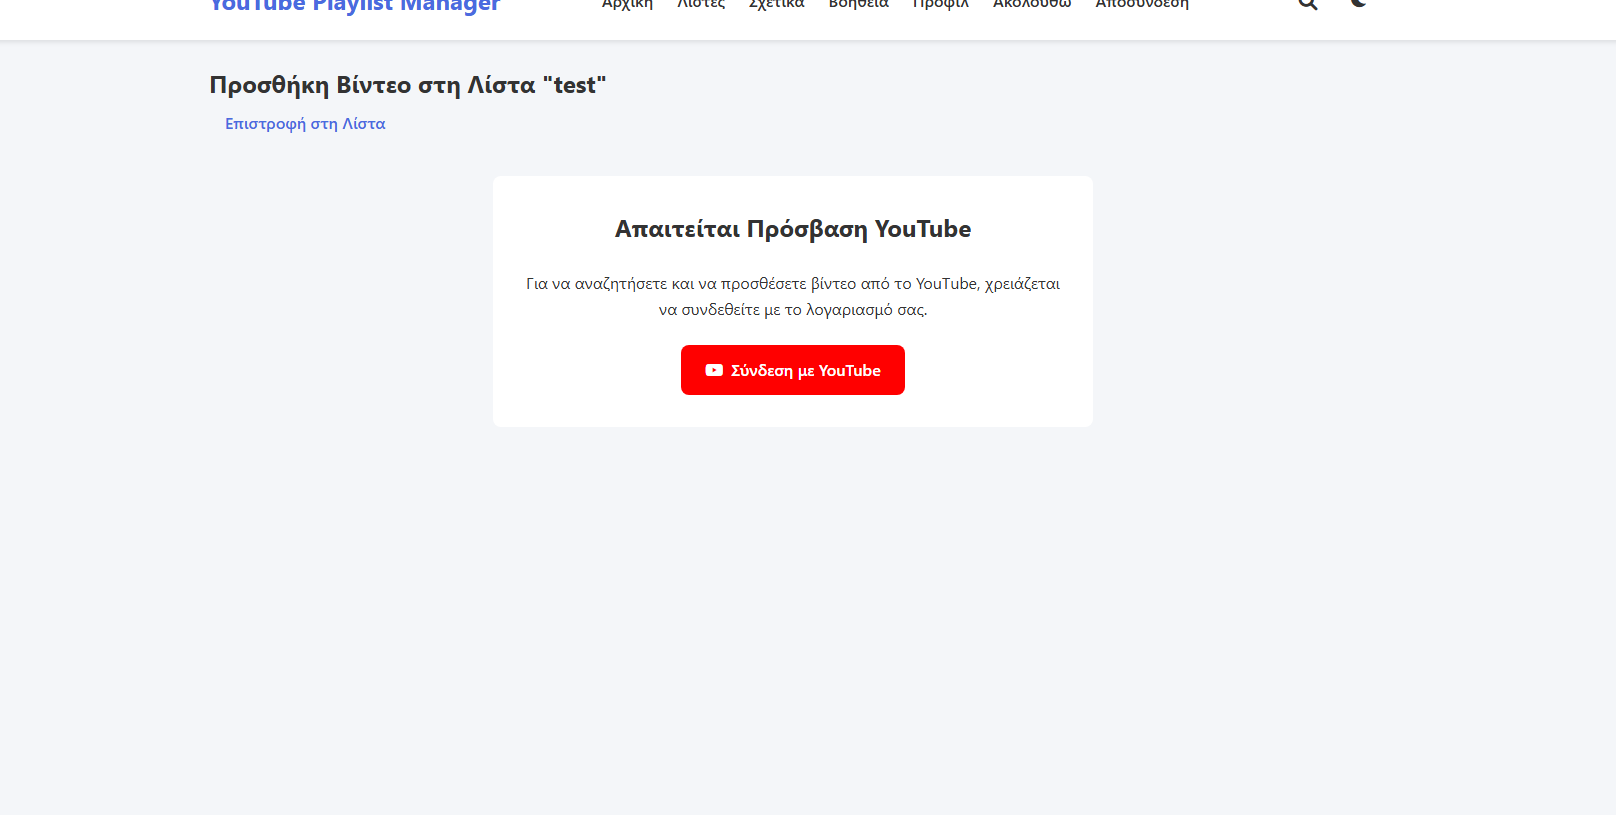 YouTube Playlist Manager
Αρχική Λίστες Σχετικά Βοήθεια Προφίλ Ακολουθώ Αποσύνδεση
Προσθήκη Βίντεο στη Λίστα "test"
Επιστροφή στη Λίστα
Απαιτείται Πρόσβαση YouTube
Για να αναζητήσετε και να προσθέσετε βίντεο από το YouTube, χρειάζεται
να συνδεθείτε με το λογαριασμό σας.
Σύνδεση με YouTube